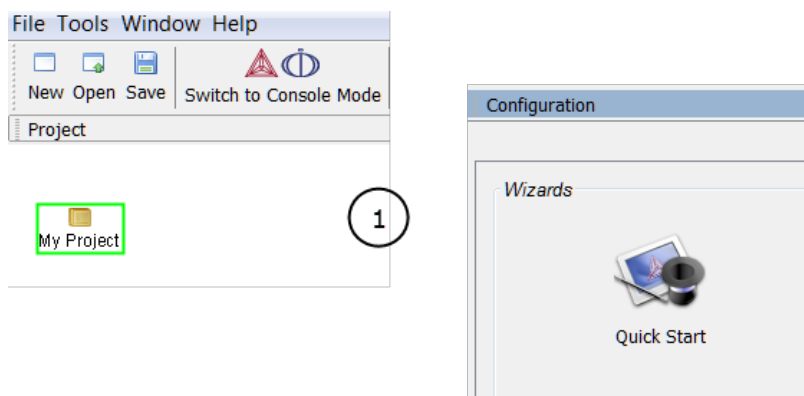 File Tools Window Help
New Open Save Switch to Console Mode
Project
My Project
1
Configuration
Wizards
Quick Start